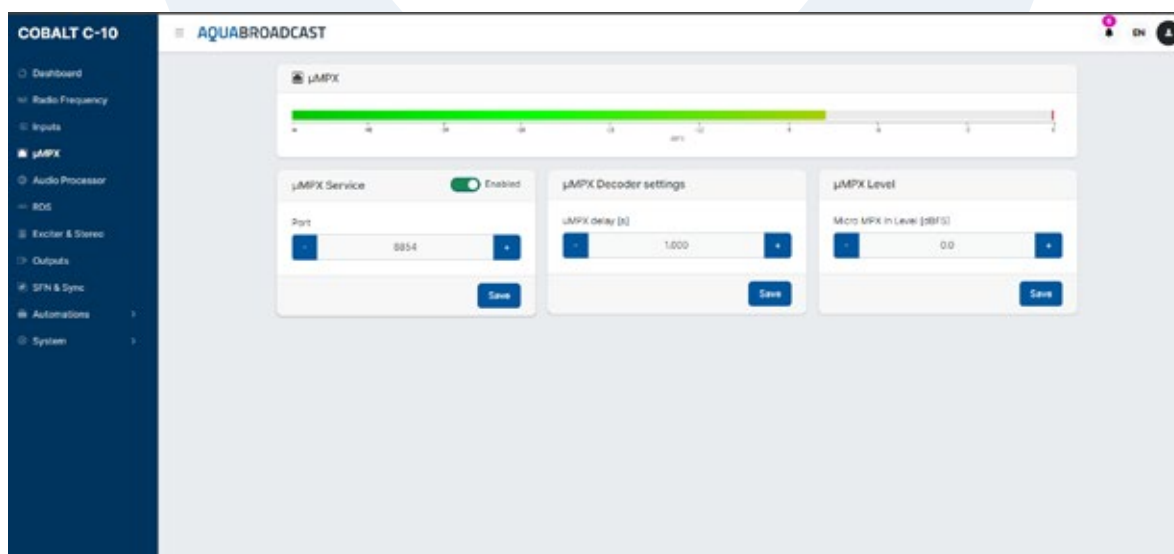 COBALT C-10
AQUABROADCAST
EN
Dashboard
Radio Frequency
Inputs
µMPX
Audio Processor
RDS
Exciter & Stereo
Outputs
SFN & Sync
Automations
System
µMPX
µMPX Service
Enabled
Port
-
+
Save
µMPX Decoder settings
µMPX delay [s]
-
1.000
+
Save
µMPX Level
Micro MPX in Level [dBFS]
-
0.0
+
Save